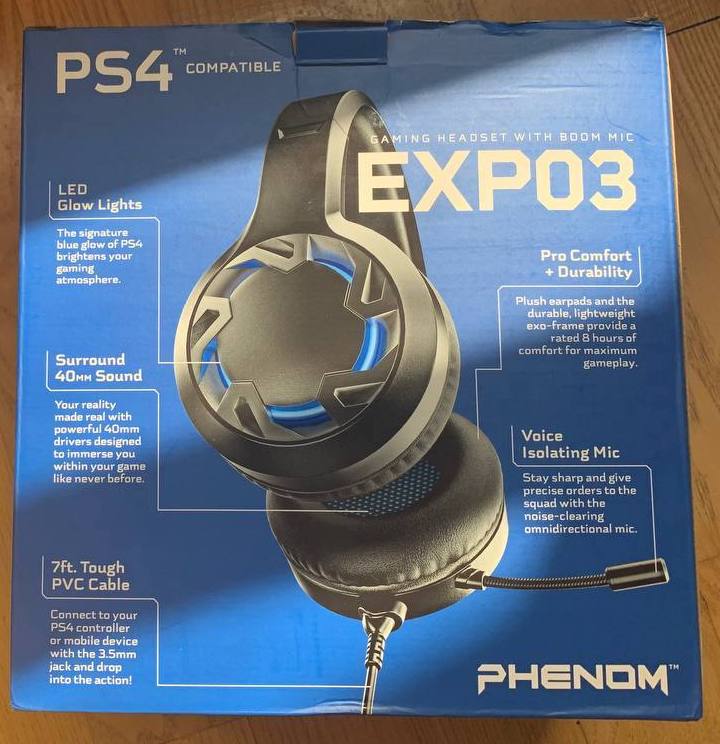 PS4™ COMPATIBLE
GAMING HEADSET WITH BOOM MIC
EXP03
LED
Glow Lights
The signature
blue glow of PS4
brightens your
gaming
atmosphere.
Pro Comfort
+ Durability
Plush earpads and the
durable, lightweight
exo-frame provide a
rated 8 hours of
comfort for maximum
gameplay.
Surround
40MM Sound
Your reality
made real with
powerful 40mm
drivers designed
to immerse you
within your game
like never before.
Voice
Isolating Mic
Stay sharp and give
precise orders to the
squad with the
noise-clearing
omnidirectional mic.
7ft. Tough
PVC Cable
Connect to your
PS4 controller
or mobile device
with the 3.5mm
jack and drop
into the action!
PHENOM™